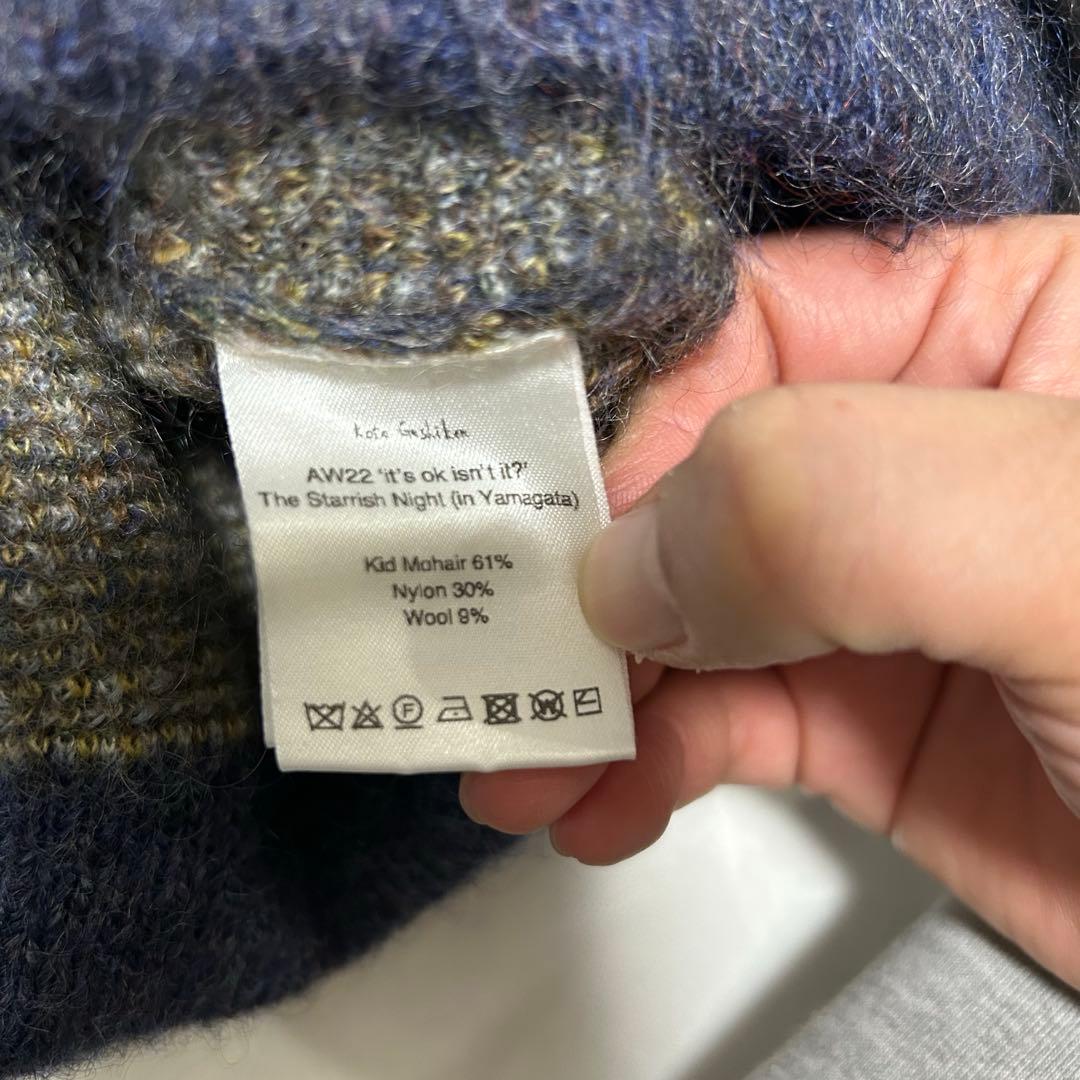 Kota Gushiken
AW22 'it's ok isn't it?'
The Starrish Night (in Yamagata)
Kid Mohair 61%
Nylon 30%
Wool 9%
F
W